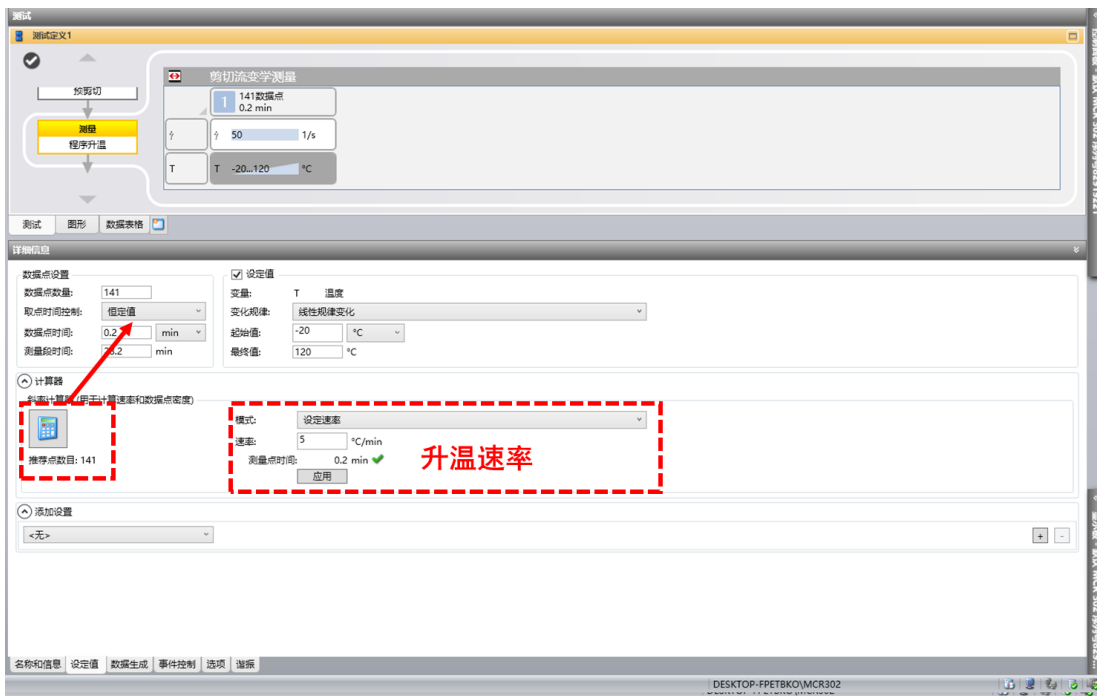 测试
测试定义1
剪切流变学测量
预剪切
1 141数据点
0.2 min
测量
程序升温
γ̇ γ̇ 50 1/s
T T -20...120 °C
测试 图形 数据表格
详细信息
数据点设置
数据点数量: 141
取点时间控制: 恒定值
数据点时间: 0.2 min
测量段时间: 28.2 min
设定值
变量: T 温度
变化规律: 线性规律变化
起始值: -20 °C
最终值: 120 °C
计算器
斜率计算器 (用于计算速率和数据点密度)
推荐点数目: 141
模式: 设定速率
速率: 5 °C/min
测量点时间: 0.2 min
应用
升温速率
添加设置
<无>
+ -
名称和信息 设定值 数据生成 事件控制 选项 谐振
DESKTOP-FPETBKO\MCR302